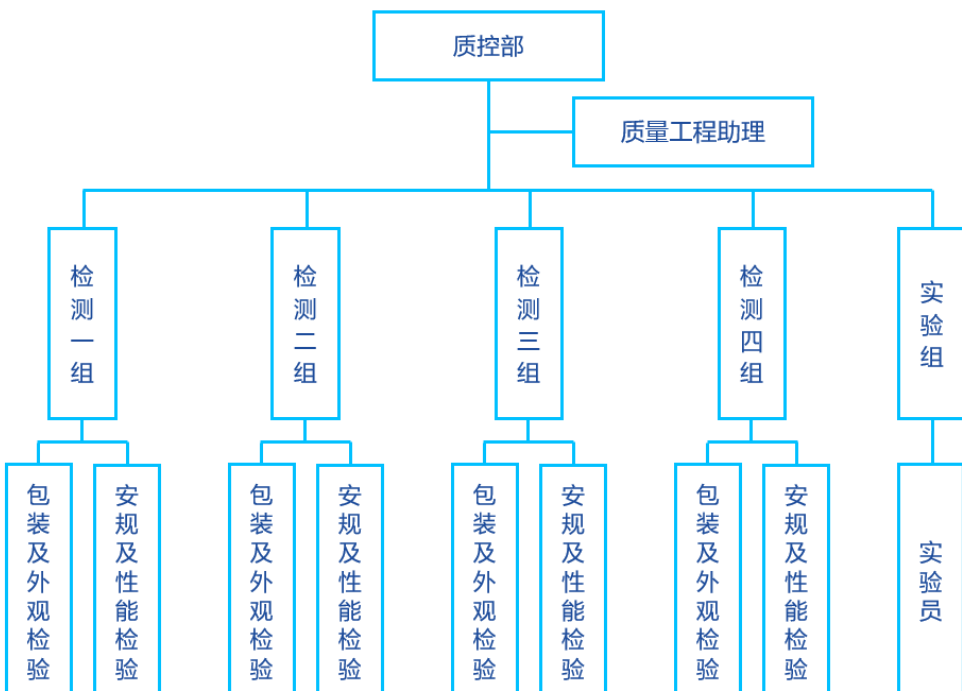 质控部
质量工程助理
检测一组
检测二组
检测三组
检测四组
实验组
包装及外观检验
安规及性能检验
包装及外观检验
安规及性能检验
包装及外观检验
安规及性能检验
包装及外观检验
安规及性能检验
实验员